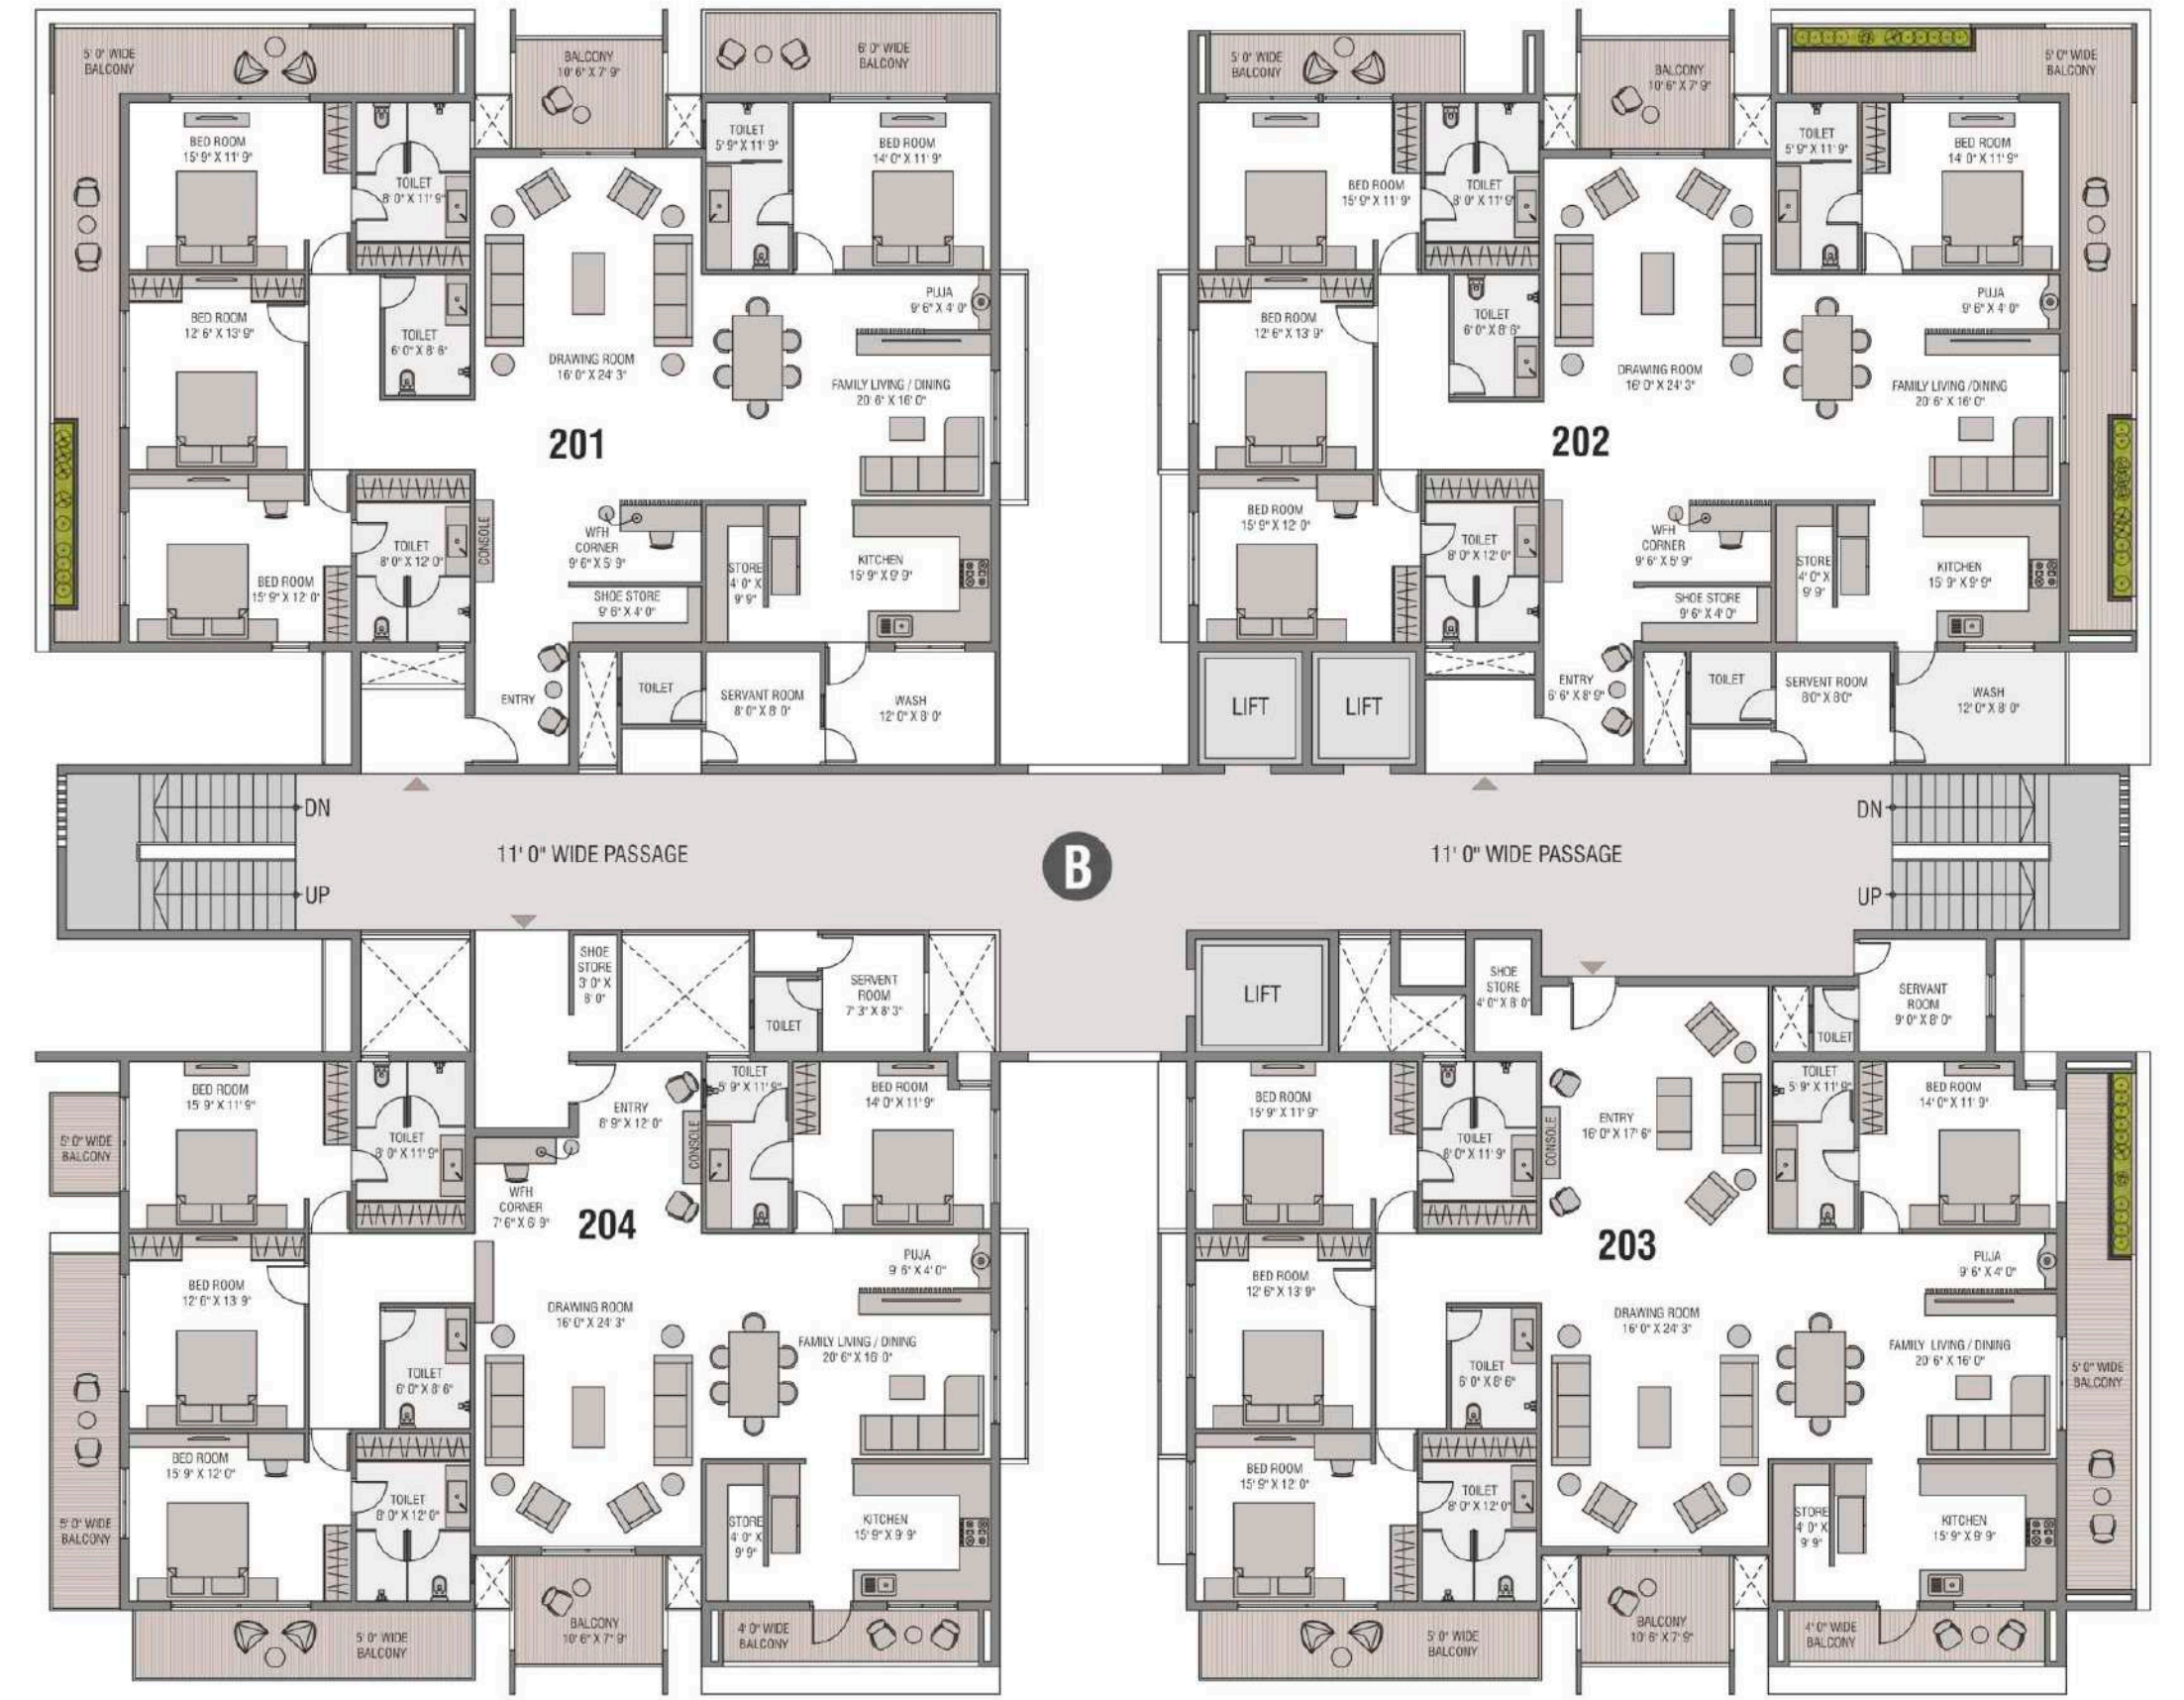 5' 0" WIDE
BALCONY
BALCONY
10' 6" X 7' 9"
6' 0" WIDE
BALCONY
BED ROOM
15' 9" X 11' 9"
TOILET
8' 0" X 11' 9"
TOILET
5' 9" X 11' 9"
BED ROOM
14' 0" X 11' 9"
BED ROOM
12' 6" X 13' 9"
TOILET
6' 0" X 8' 6"
DRAWING ROOM
16' 0" X 24' 3"
PUJA
9' 6" X 4' 0"
FAMILY LIVING / DINING
20' 6" X 16' 0"
201
BED ROOM
15' 9" X 12' 0"
TOILET
8' 0" X 12' 0"
CONSOLE
WFH
CORNER
9' 6" X 5' 9"
SHOE STORE
9' 6" X 4' 0"
STORE
4' 0" X
9' 9"
KITCHEN
15' 9" X 9' 9"
ENTRY
TOILET
SERVANT ROOM
8' 0" X 8' 0"
WASH
12' 0" X 8' 0"
5' 0" WIDE
BALCONY
BALCONY
10' 6" X 7' 9"
5' 0" WIDE
BALCONY
BED ROOM
15' 9" X 11' 9"
TOILET
8' 0" X 11' 9"
TOILET
5' 9" X 11' 9"
BED ROOM
14' 0" X 11' 9"
BED ROOM
12' 6" X 13' 9"
TOILET
6' 0" X 8' 6"
DRAWING ROOM
16' 0" X 24' 3"
PUJA
9' 6" X 4' 0"
FAMILY LIVING /DINING
20' 6" X 16' 0"
202
BED ROOM
15' 9" X 12' 0"
TOILET
8' 0" X 12' 0"
WFH
CORNER
9' 6" X 5' 9"
SHOE STORE
9' 6" X 4' 0"
STORE
4' 0" X
9' 9"
KITCHEN
15' 9" X 9' 9"
LIFT
LIFT
ENTRY
6' 6" X 8' 9"
TOILET
SERVENT ROOM
8'0" X 8'0"
WASH
12' 0" X 8' 0"
DN
UP
11' 0" WIDE PASSAGE
B
11' 0" WIDE PASSAGE
DN
UP
SHOE
STORE
3' 0" X
8' 0"
TOILET
SERVENT
ROOM
7' 3" X 8' 3"
5' 0" WIDE
BALCONY
BED ROOM
15' 9" X 11' 9"
TOILET
8' 0" X 11' 9"
ENTRY
8' 9" X 12' 0"
CONSOLE
TOILET
5' 9" X 11' 9"
BED ROOM
14' 0" X 11' 9"
WFH
CORNER
7' 6" X 6' 9"
204
BED ROOM
12' 6" X 13' 9"
TOILET
6' 0" X 8' 6"
DRAWING ROOM
16' 0" X 24' 3"
PUJA
9' 6" X 4' 0"
FAMILY LIVING / DINING
20' 6" X 16' 0"
5' 0" WIDE
BALCONY
BED ROOM
15' 9" X 12' 0"
TOILET
8' 0" X 12' 0"
STORE
4' 0" X
9' 9"
KITCHEN
15' 9" X 9' 9"
5' 0" WIDE
BALCONY
BALCONY
10' 6" X 7' 9"
4' 0" WIDE
BALCONY
LIFT
SHOE
STORE
4' 0" X 8' 0"
TOILET
SERVANT
ROOM
9' 0" X 8' 0"
BED ROOM
15' 9" X 11' 9"
TOILET
8' 0" X 11' 9"
CONSOLE
ENTRY
16' 0" X 17' 6"
TOILET
5' 9" X 11' 9"
BED ROOM
14' 0" X 11' 9"
203
BED ROOM
12' 6" X 13' 9"
TOILET
6' 0" X 8' 6"
DRAWING ROOM
16' 0" X 24' 3"
PUJA
9' 6" X 4' 0"
FAMILY LIVING / DINING
20' 6" X 16' 0"
5' 0" WIDE
BALCONY
BED ROOM
15' 9" X 12' 0"
TOILET
8' 0" X 12' 0"
STORE
4' 0" X
9' 9"
KITCHEN
15' 9" X 9' 9"
5' 0" WIDE
BALCONY
BALCONY
10' 6" X 7' 9"
4' 0" WIDE
BALCONY